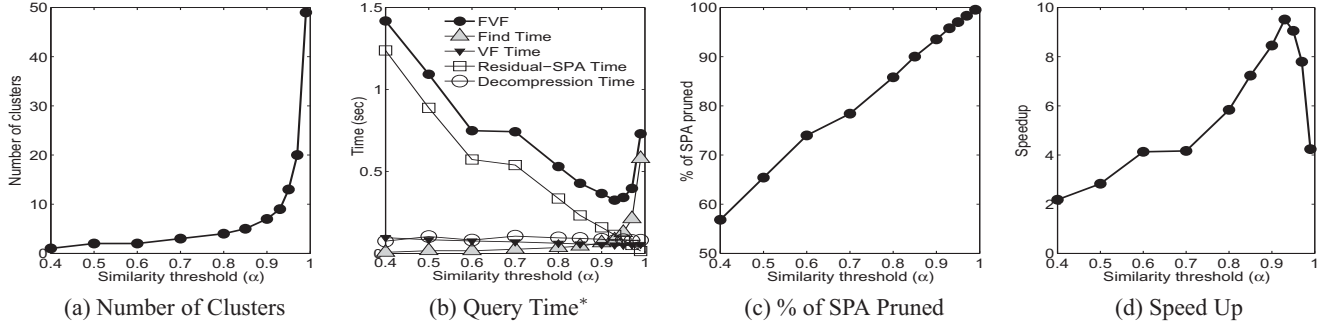 50
40
30
20
10
0
0.4 0.5 0.6 0.7 0.8 0.9 1
Number of clusters
Similarity threshold (α)
(a) Number of Clusters
1.5
1
0.5
0
0.4 0.5 0.6 0.7 0.8 0.9 1
Time (sec)
FVF
Find Time
VF Time
Residual−SPA Time
Decompression Time
Similarity threshold (α)
(b) Query Time*
100
90
80
70
60
50
0.4 0.5 0.6 0.7 0.8 0.9 1
% of SPA pruned
Similarity threshold (α)
(c) % of SPA Pruned
10
8
6
4
2
0
0.4 0.5 0.6 0.7 0.8 0.9 1
Speedup
Similarity threshold (α)
(d) Speed Up